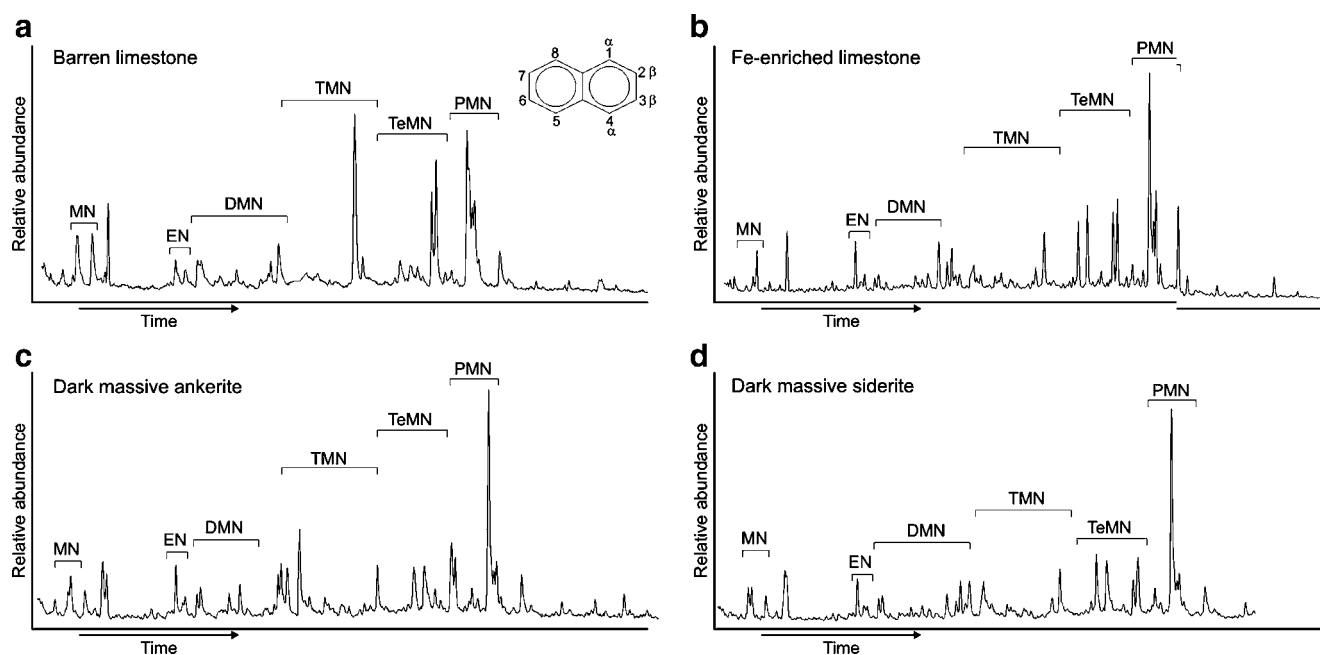 a
Barren limestone
MN
EN
DMN
TMN
TeMN
PMN
α
8
1
7
2 β
6
3 β
5
4
α
Relative abundance
Time
b
Fe-enriched limestone
MN
EN
DMN
TMN
TeMN
PMN
Relative abundance
Time
c
Dark massive ankerite
MN
EN
DMN
TMN
TeMN
PMN
Relative abundance
Time
d
Dark massive siderite
MN
EN
DMN
TMN
TeMN
PMN
Relative abundance
Time